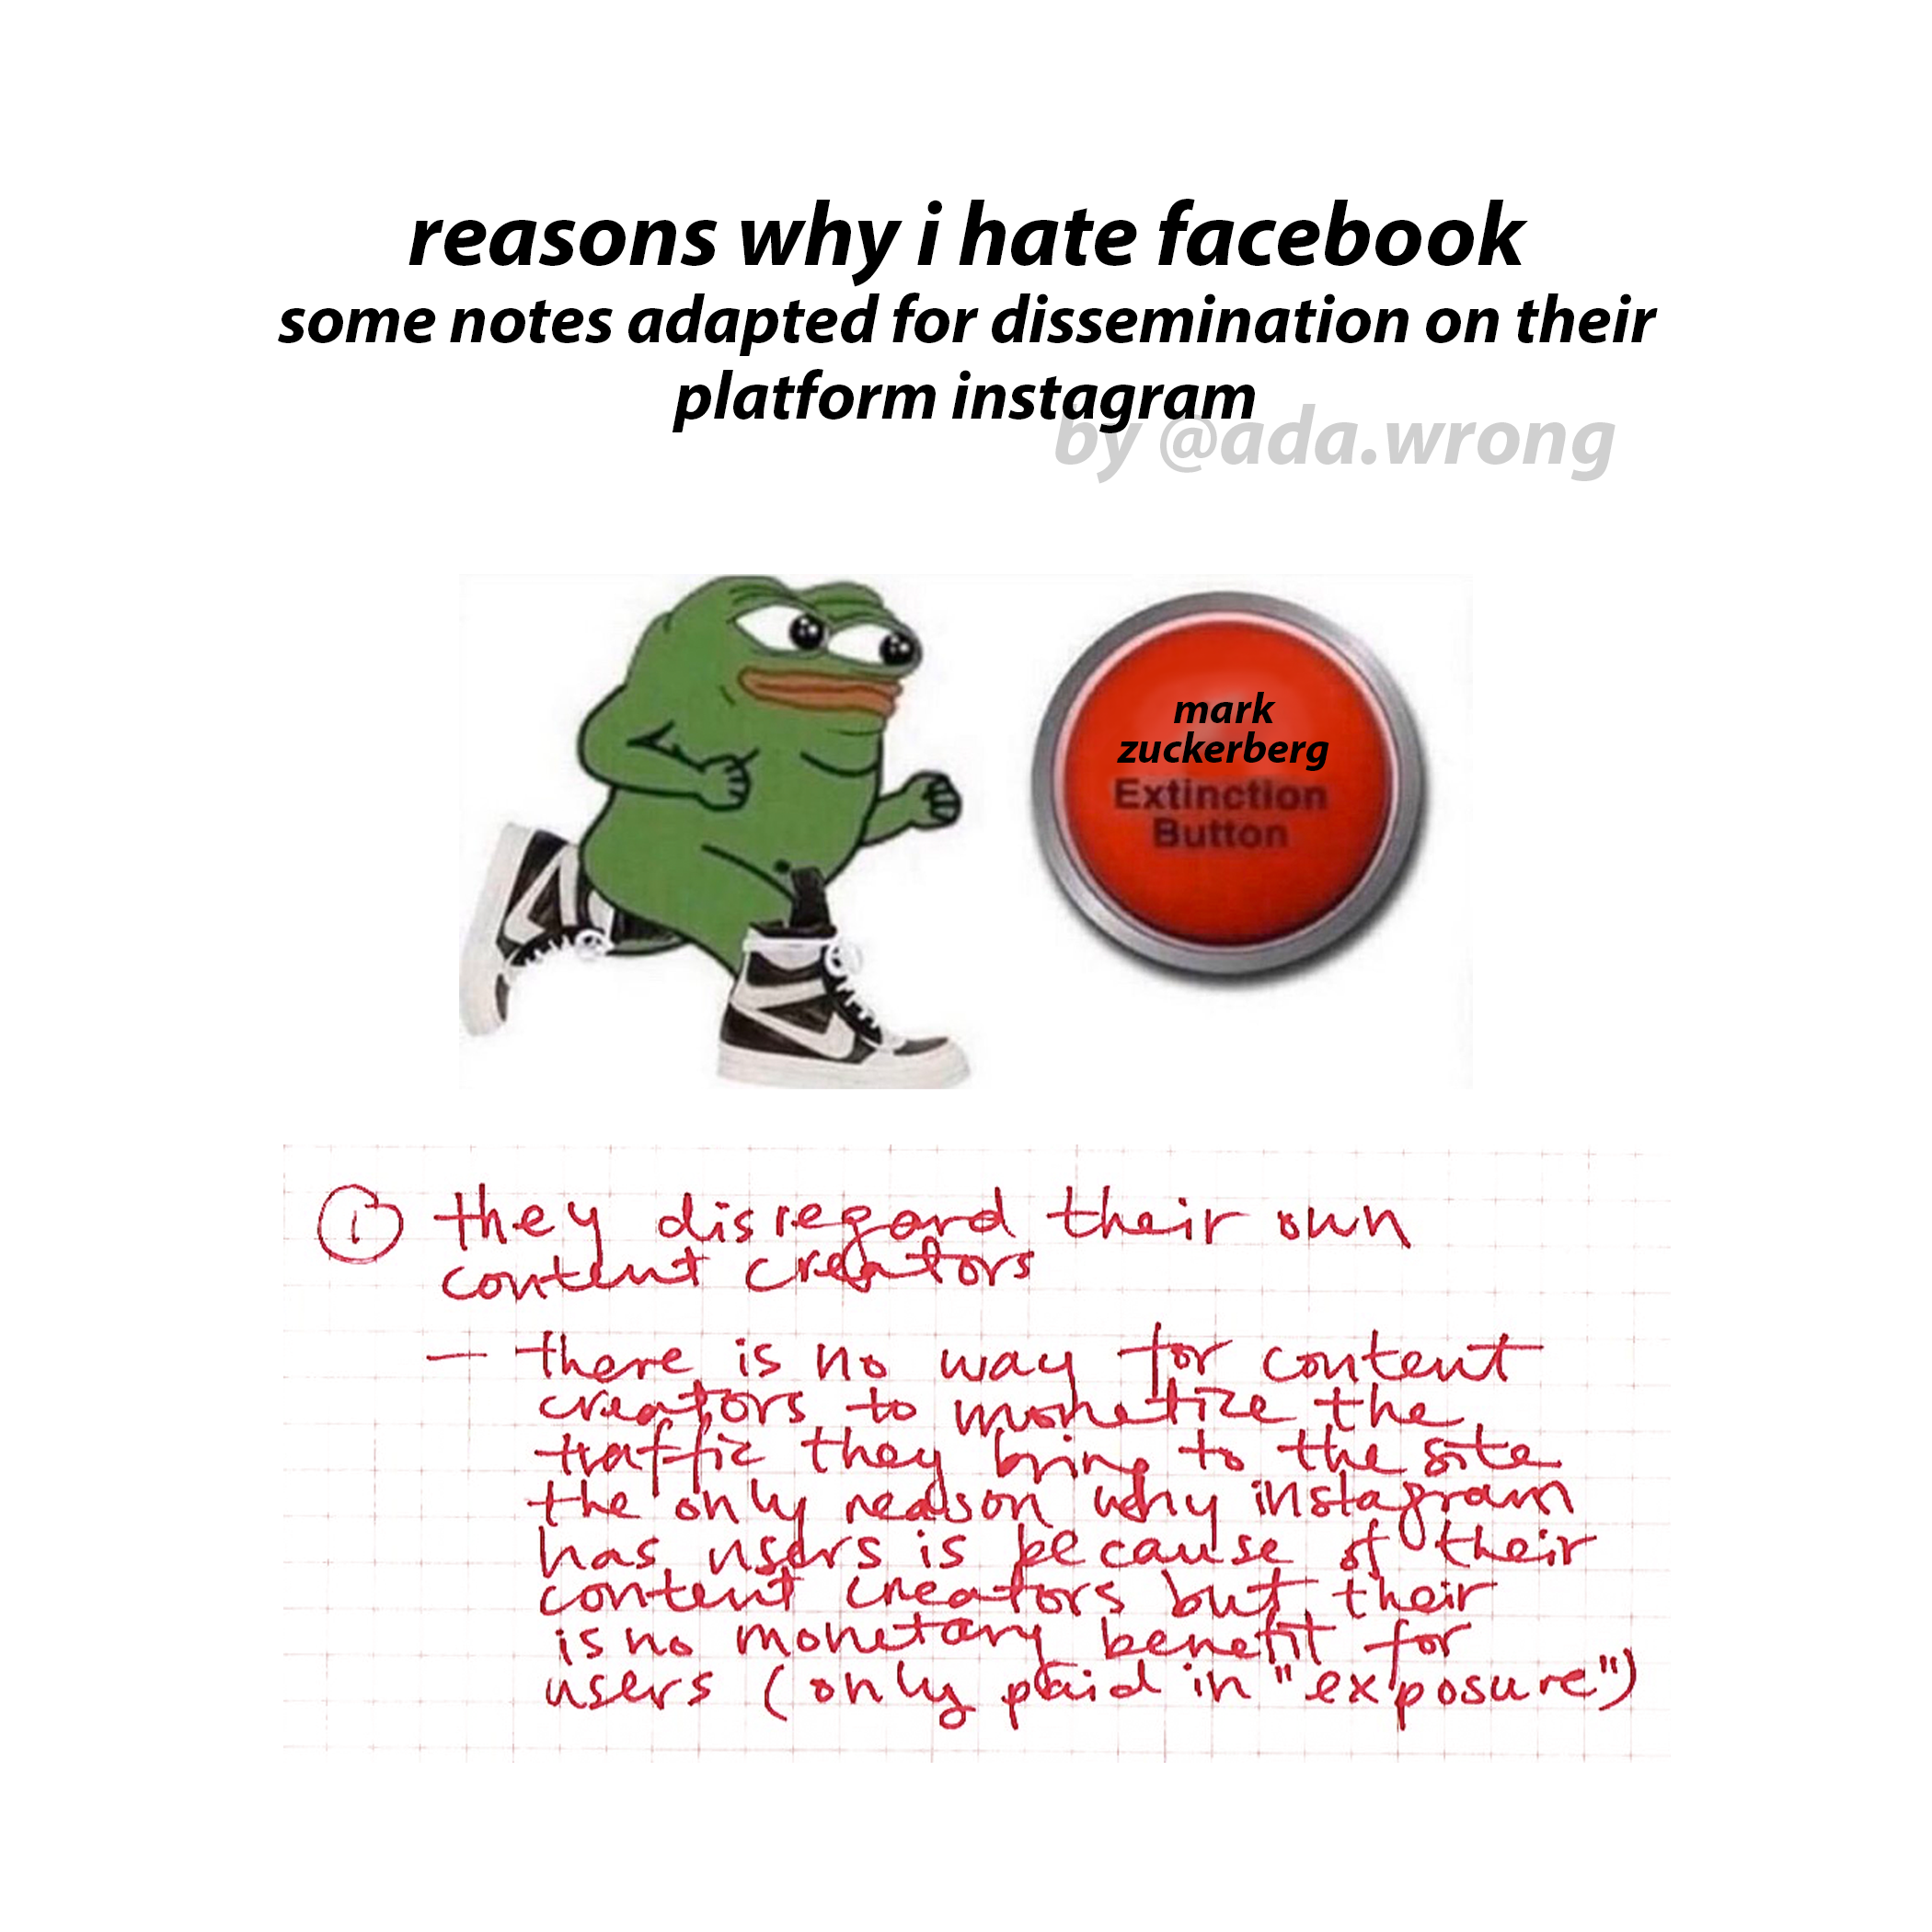 reasons why i hate facebook
some notes adapted for dissemination on their
platform instagram
by @ada.wrong
mark
zuckerberg
Extinction
Button
① they disregard their own
content creators
– there is no way for content
creators to monetize the
traffic they bring to the site
the only reason why instagram
has users is because of their
content creators but their
is no monetary benefit for
users (only paid in "exposure")